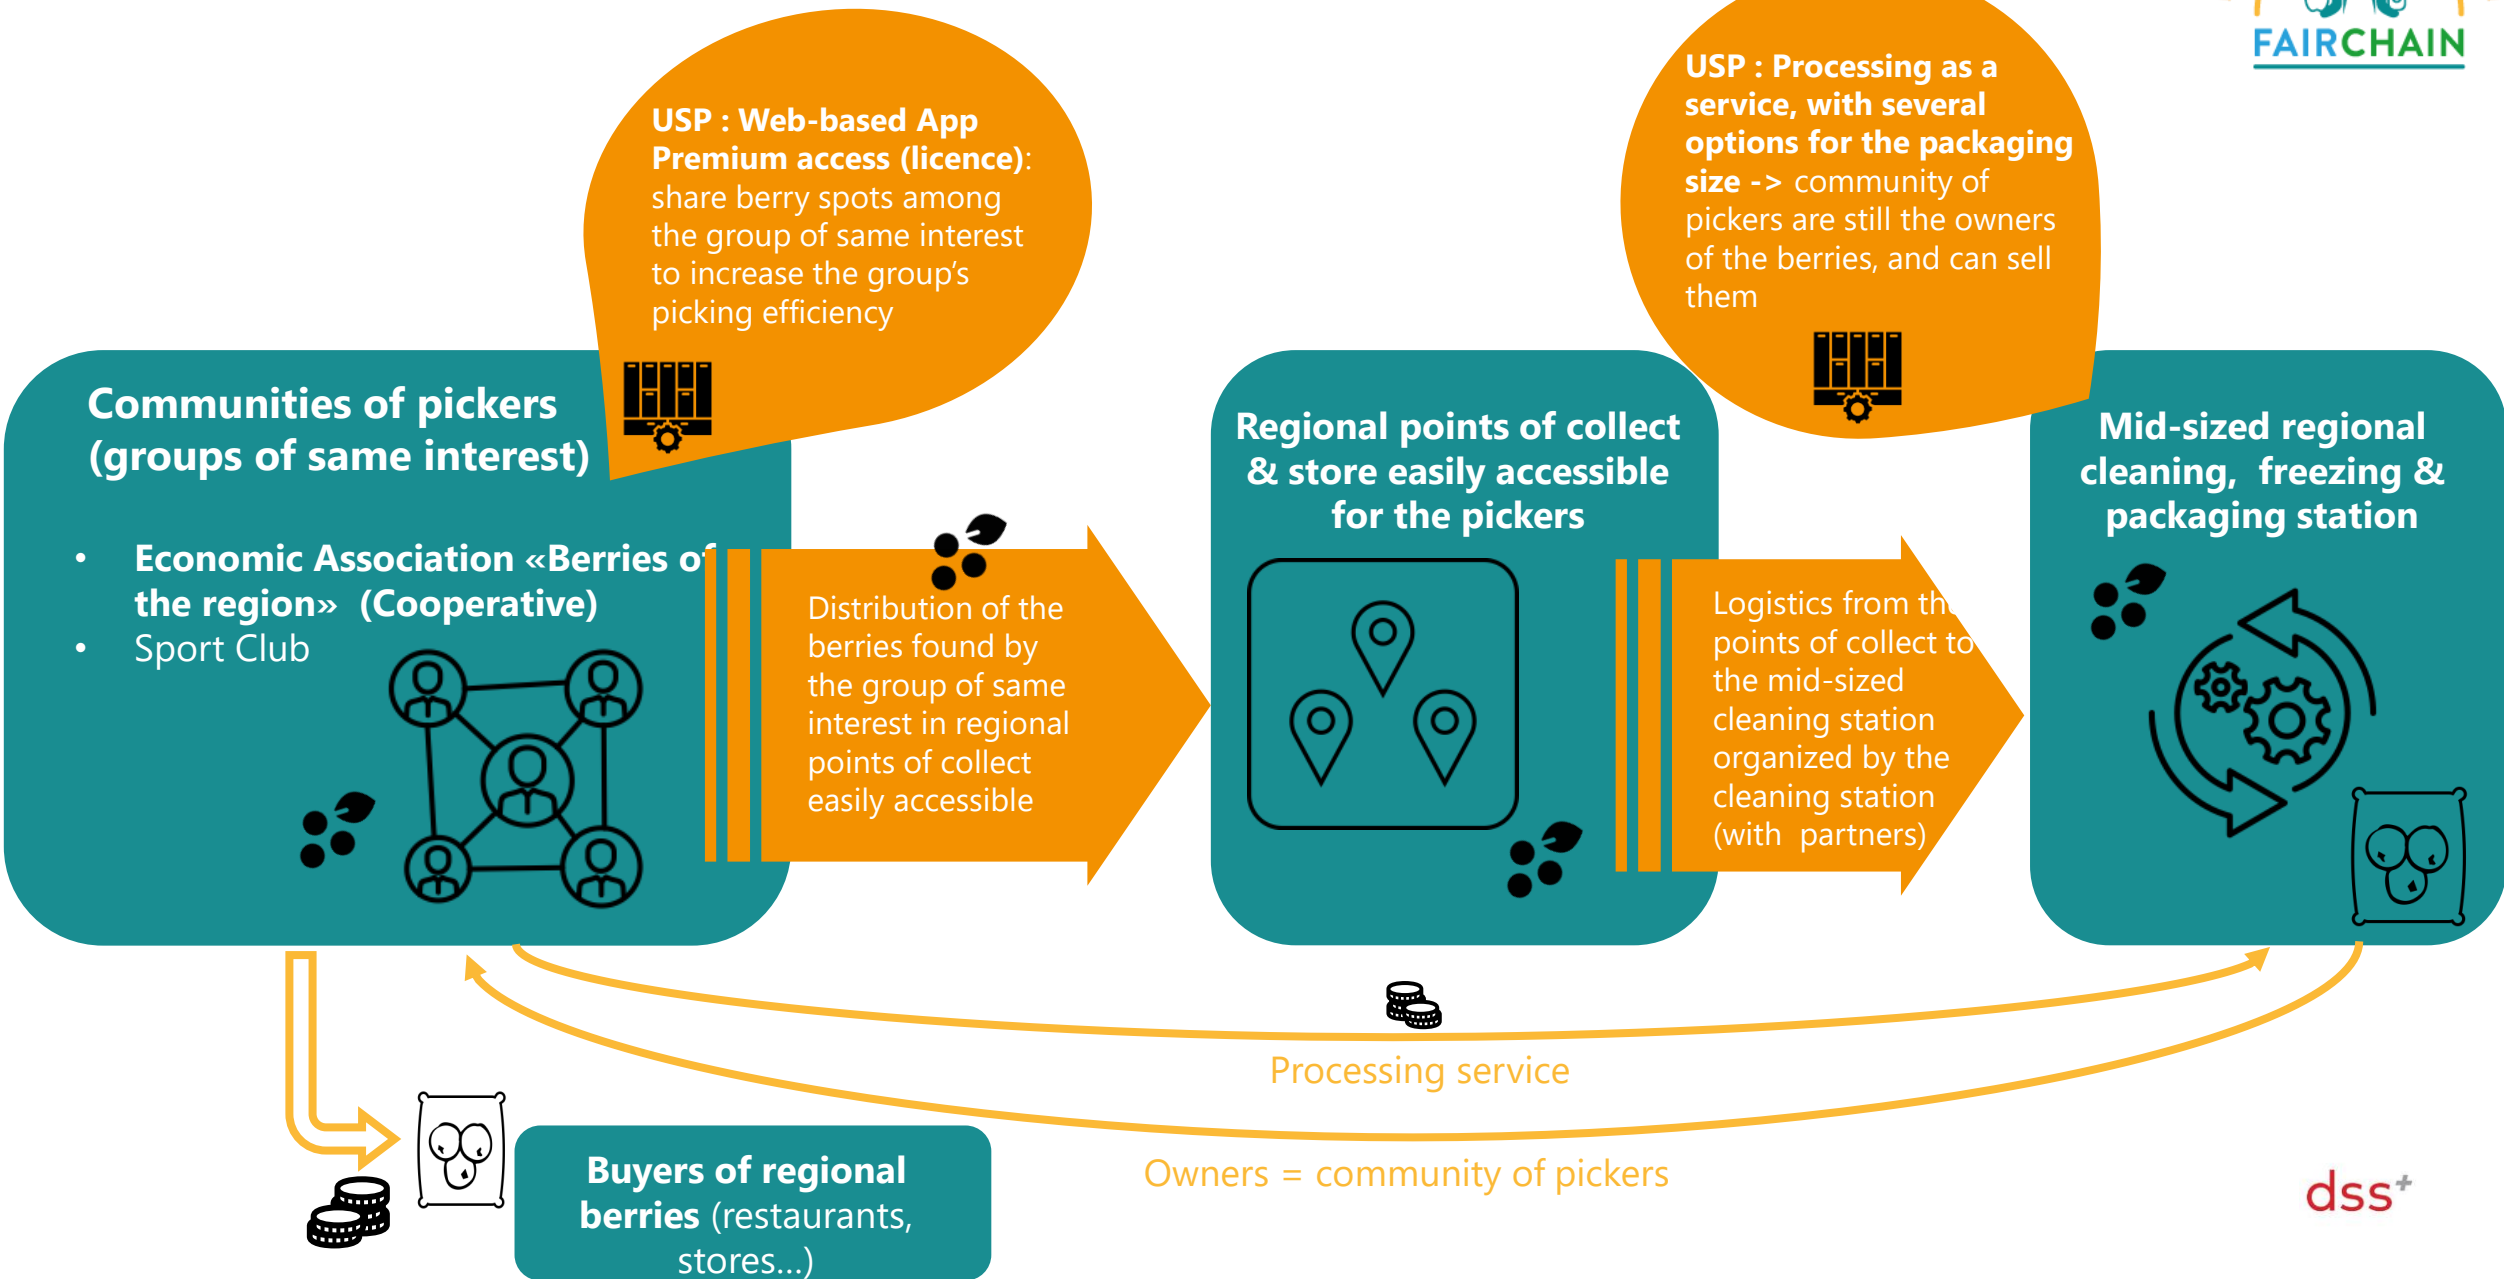 FAIRCHAIN
USP : Web-based App
Premium access (licence):
share berry spots among
the group of same interest
to increase the group's
picking efficiency
USP : Processing as a
service, with several
options for the packaging
size -> community of
pickers are still the owners
of the berries, and can sell
them
Communities of pickers
(groups of same interest)
• Economic Association «Berries of
the region» (Cooperative)
• Sport Club
Distribution of the
berries found by
the group of same
interest in regional
points of collect
easily accessible
Regional points of collect
& store easily accessible
for the pickers
Logistics from the
points of collect to
the mid-sized
cleaning station
organized by the
cleaning station
(with partners)
Mid-sized regional
cleaning, freezing &
packaging station
Processing service
Owners = community of pickers
Buyers of regional
berries (restaurants,
stores...)
dss+